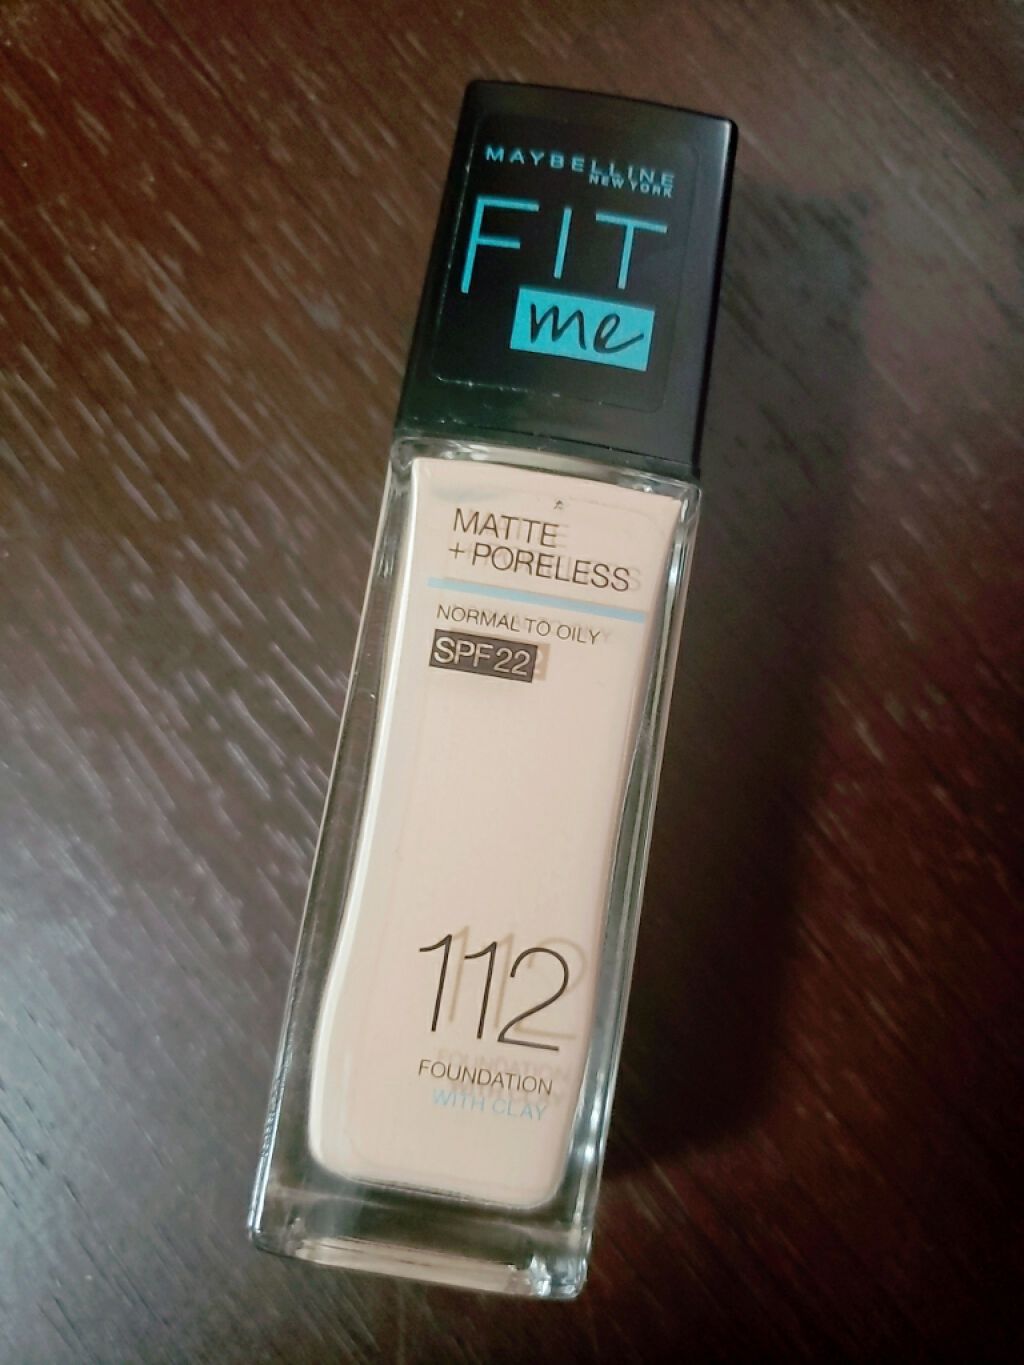 MAYBELLINE
NEW YORK
FIT
me
MATTE
+PORELESS
NORMAL TO OILY
SPF 22
112
FOUNDATION
WITH CLAY